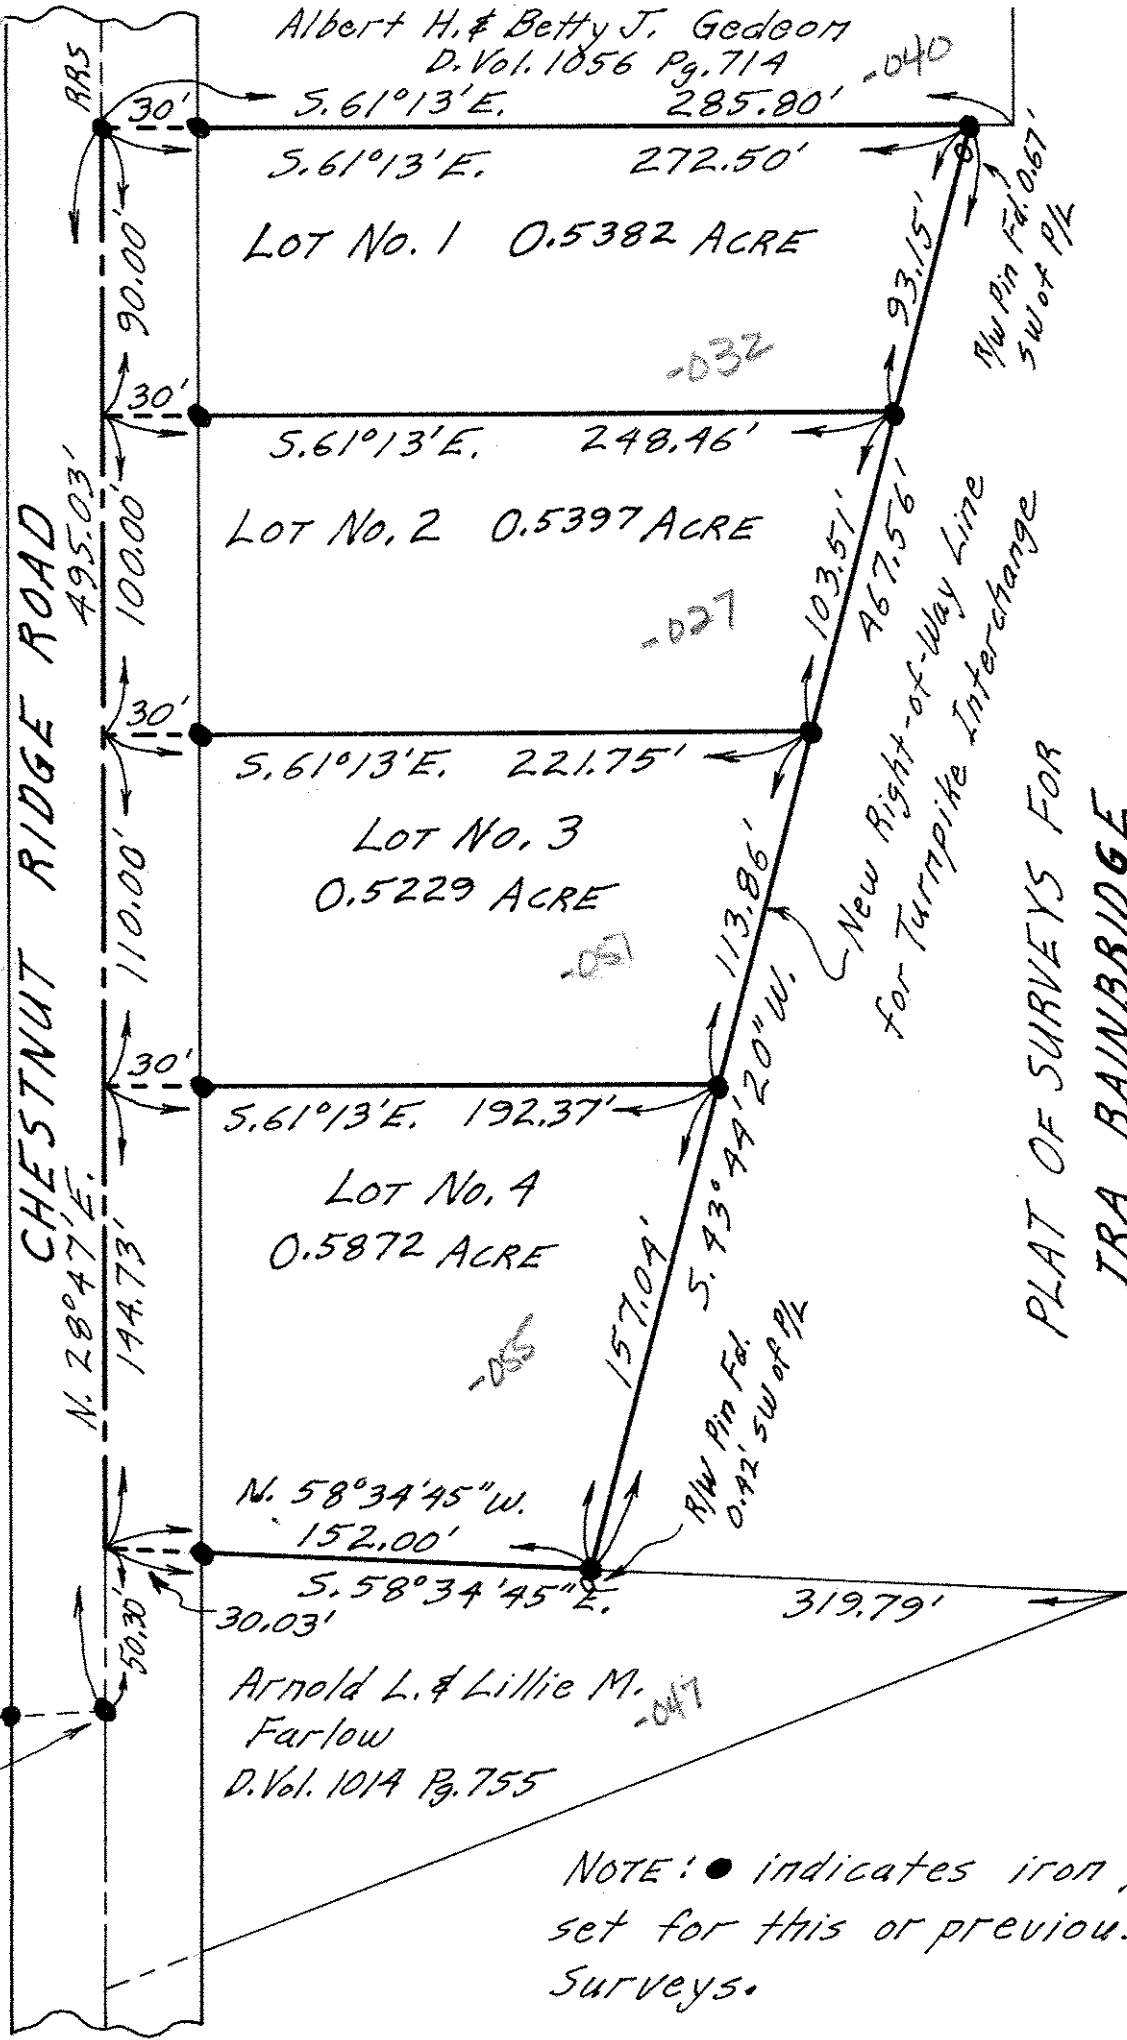 Albert H. & Betty J. Gedeon
D.Vol. 1056 Pg. 714
-040
RRS
30'
S. 61°13'E. 285.80'
S. 61°13'E. 272.50'
R/W Pin Fd. 0.67'
SW of P/L
LOT NO. 1 0.5382 ACRE
90.00'
93.15'
-032
30'
S. 61°13'E. 248.46'
LOT NO. 2 0.5397 ACRE
495.03'
100.00'
103.51'
467.56'
-027
New Right-of-Way Line
for Turnpike Interchange
30'
S. 61°13'E. 221.75'
CHESTNUT RIDGE ROAD
LOT NO. 3
0.5229 ACRE
110.00'
113.86'
PLAT OF SURVEYS FOR
IRA BAINBRIDGE
30'
S. 61°13'E. 192.37'
S. 43°44'20"W.
LOT NO. 4
0.5872 ACRE
N. 28°47'E.
144.73'
157.04'
-055
R/W Pin Fd.
0.42' SW of P/L
N. 58°34'45"W.
152.00'
S. 58°34'45"E.
319.79'
30.03'
50.30'
Arnold L. & Lillie M.
Farlow
D.Vol. 1014 Pg. 755
-047
NOTE: ● indicates iron
set for this or previou
Surveys.